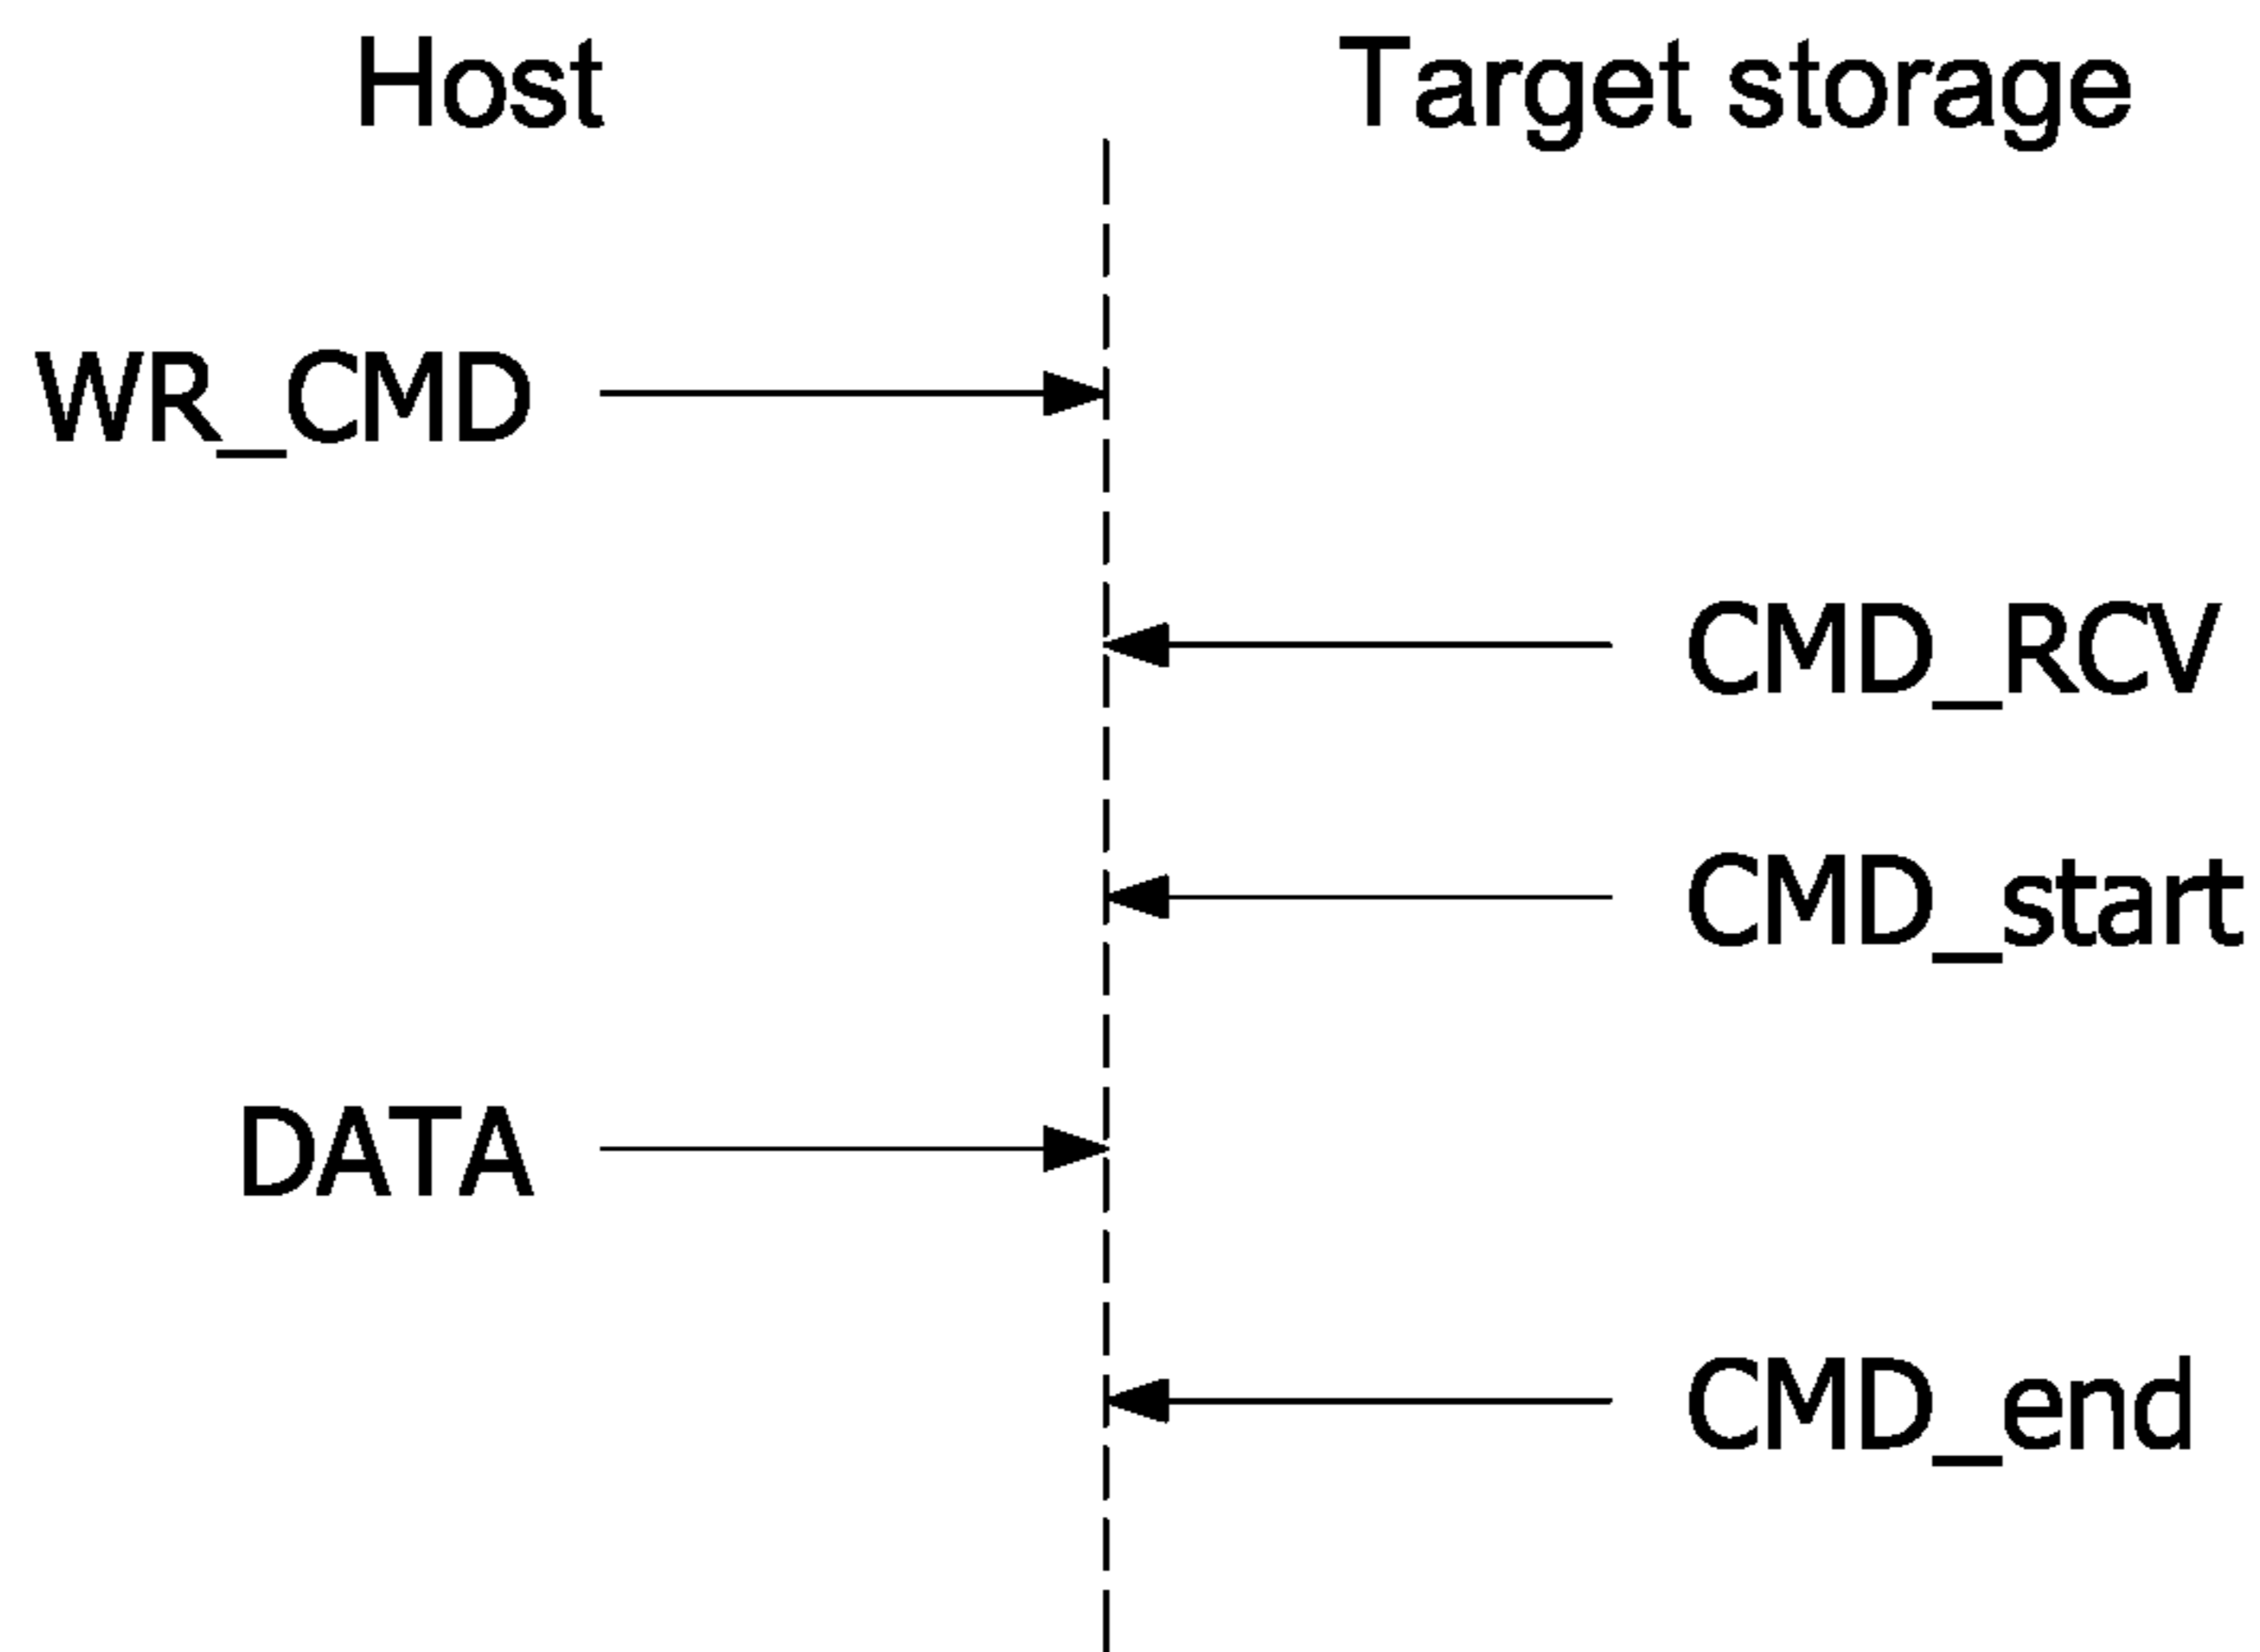 Host
Target storage
WR_CMD
CMD_RCV
CMD_start
DATA
CMD_end